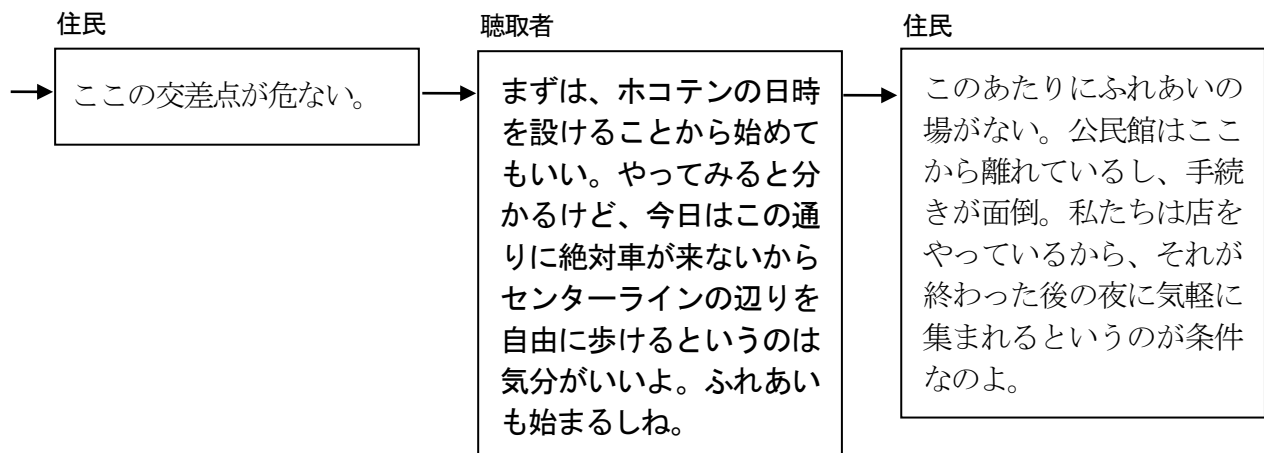 住民
ここの交差点が危ない。
聴取者
まずは、ホコテンの日時
を設けることから始めて
もいい。やってみると分
かるけど、今日はこの通
りに絶対車が来ないから
センターラインの辺りを
自由に歩けるというのは
気分がいいよ。ふれあい
も始まるしね。
住民
このあたりにふれあいの
場がない。公民館はここ
から離れているし、手続
きが面倒。私たちは店を
やっているから、それが
終わった後の夜に気軽に
集まれるというのが条件
なのよ。